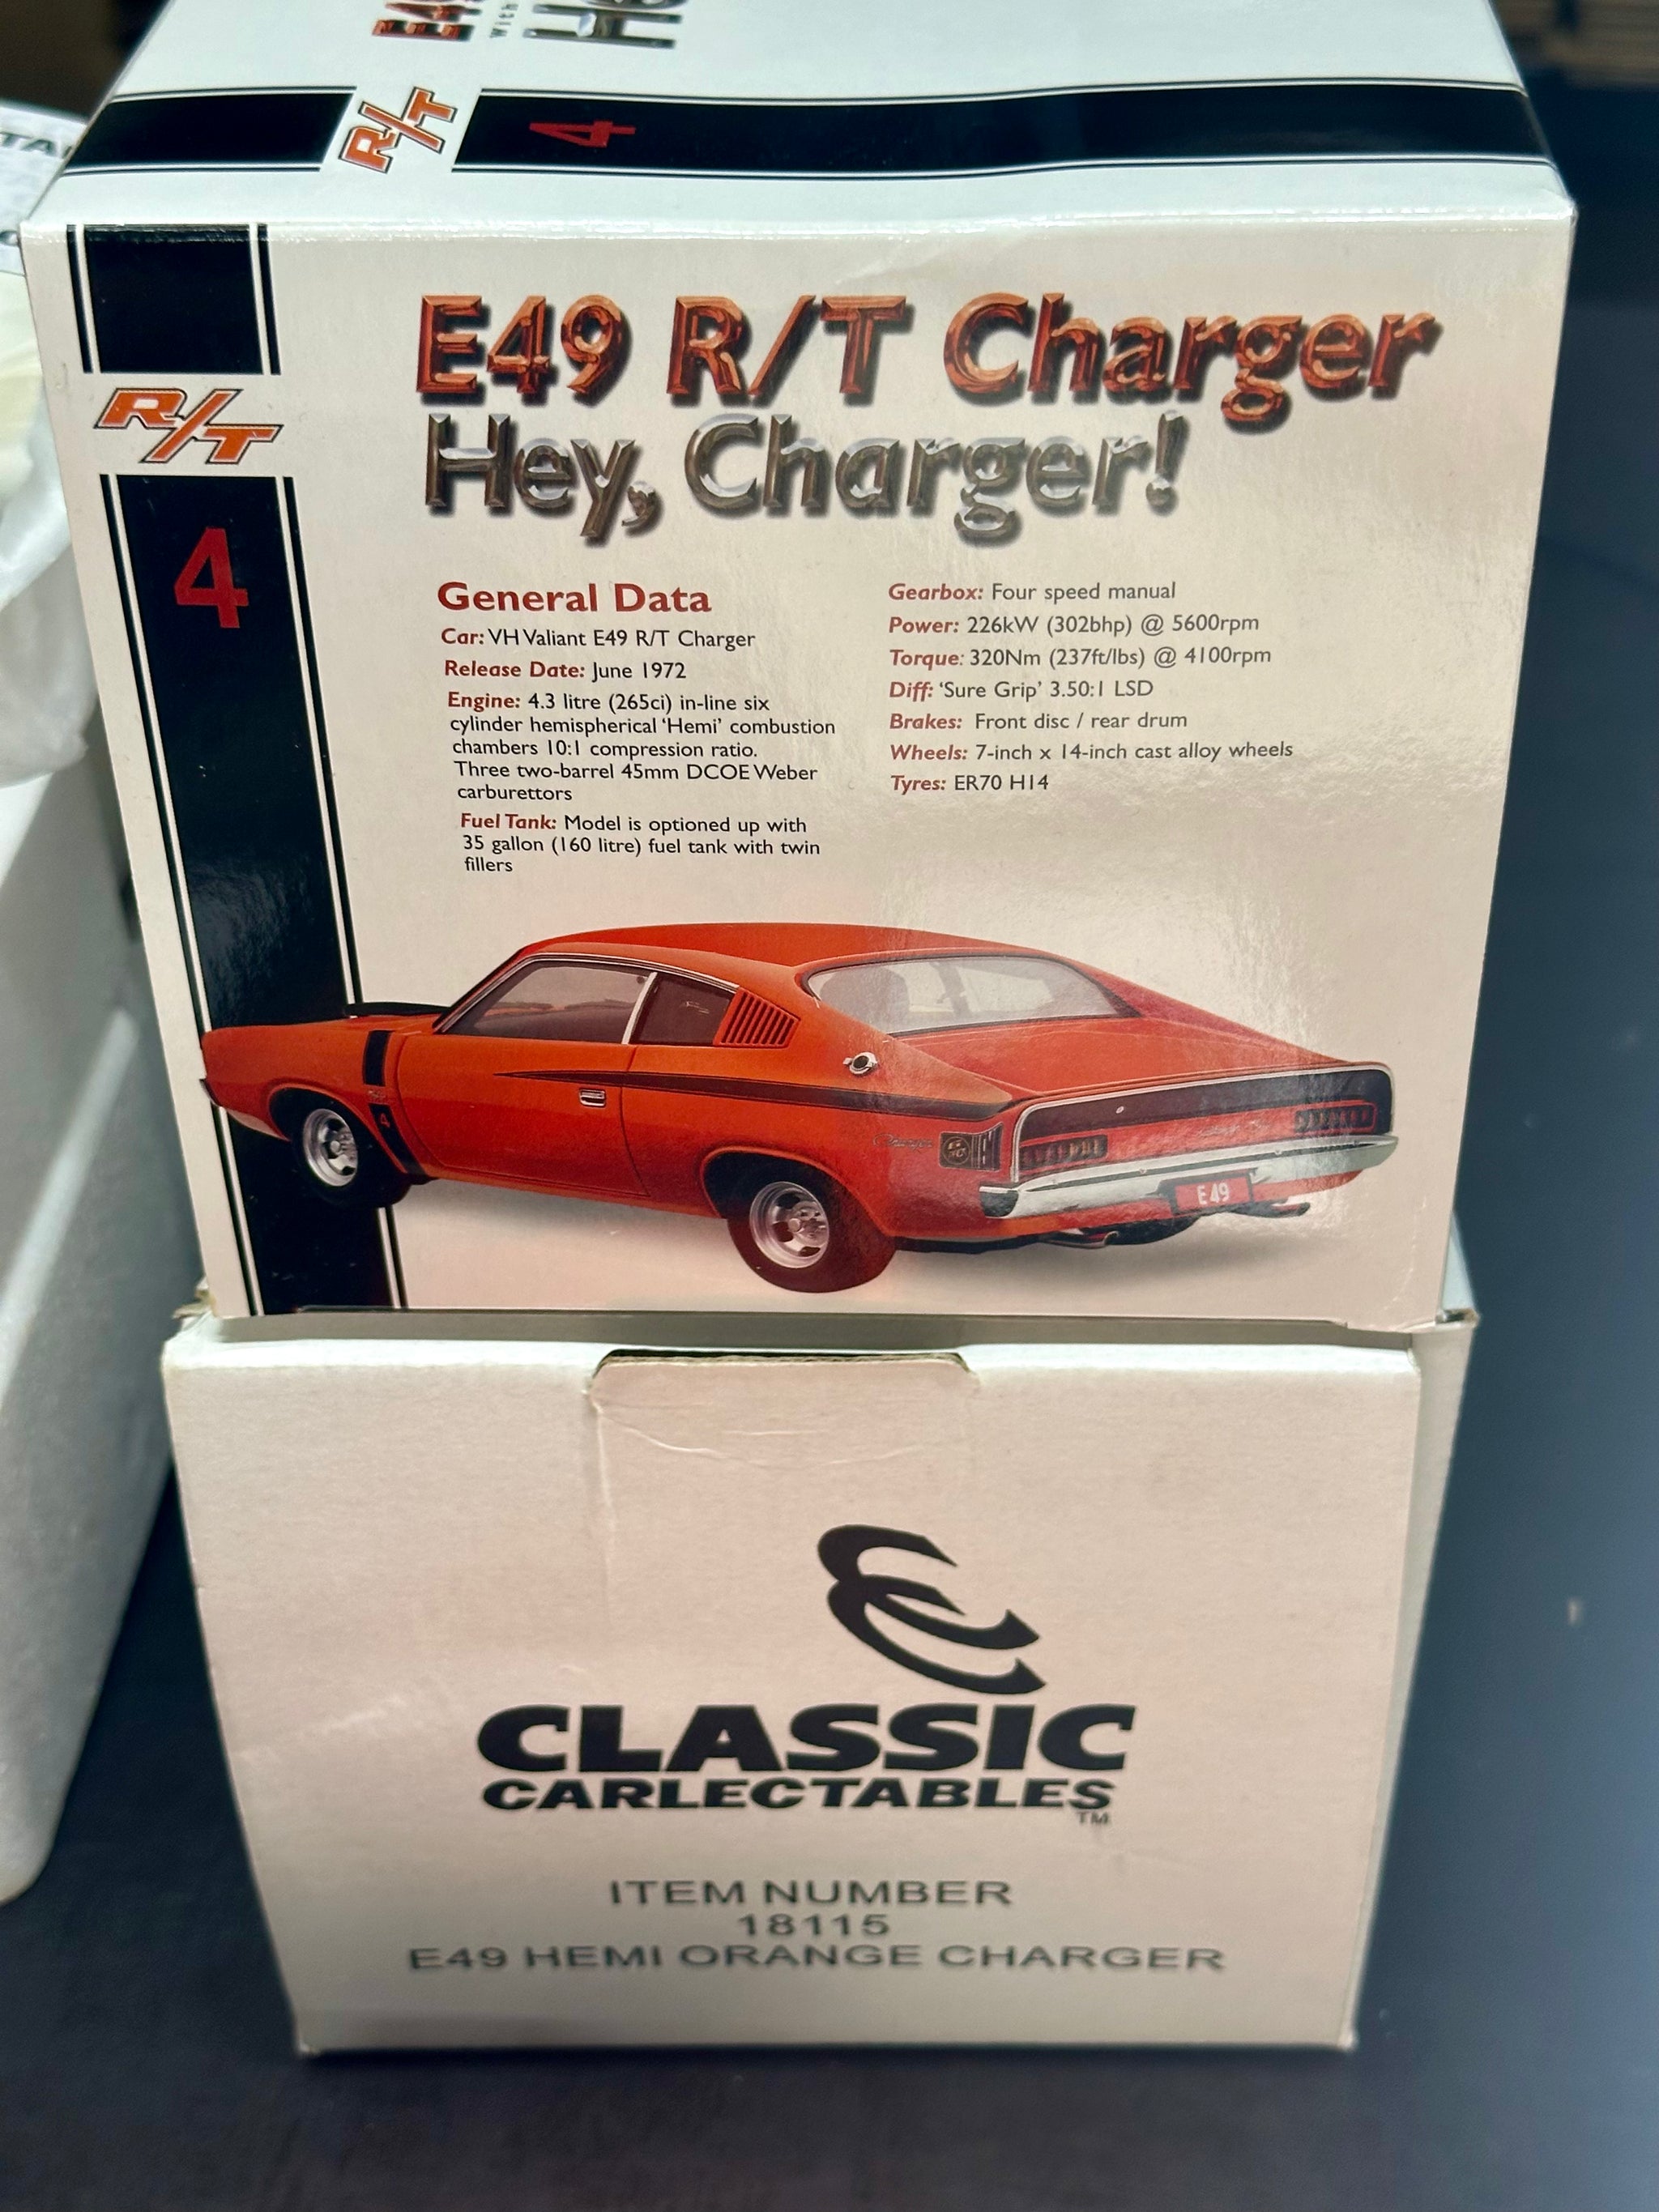 R/T
4
E49 R/T Charger
Hey, Charger!
R/T
4
General Data
Car: VH Valiant E49 R/T Charger
Release Date: June 1972
Engine: 4.3 litre (265ci) in-line six
cylinder hemispherical 'Hemi' combustion
chambers 10:1 compression ratio.
Three two-barrel 45mm DCOE Weber
carburettors
Fuel Tank: Model is optioned up with
35 gallon (160 litre) fuel tank with twin
fillers
Gearbox: Four speed manual
Power: 226kW (302bhp) @ 5600rpm
Torque: 320Nm (237ft/lbs) @ 4100rpm
Diff: 'Sure Grip' 3.50:1 LSD
Brakes: Front disc / rear drum
Wheels: 7-inch x 14-inch cast alloy wheels
Tyres: ER70 H14
4
Charger
E49
CLASSIC
CARLECTABLES
TM
ITEM NUMBER
18115
E49 HEMI ORANGE CHARGER